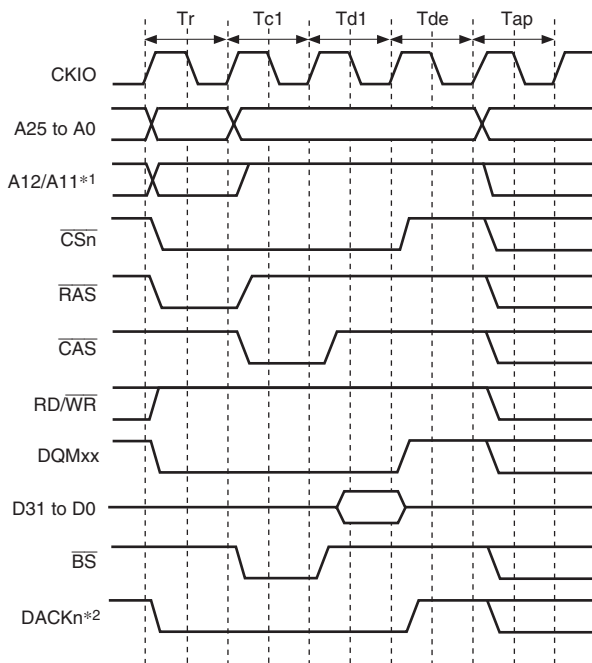 Tr Tc1 Td1 Tde Tap
CKIO
A25 to A0
A12/A11*1
CSn
RAS
CAS
RD/WR
DQMxx
D31 to D0
BS
DACKn*2